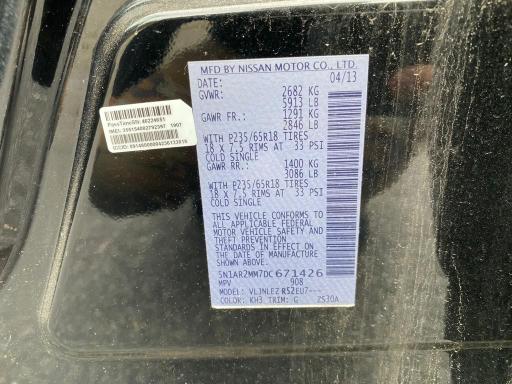 MFD BY NISSAN MOTOR CO., LTD.
DATE: 04/13
GVWR: 2682 KG
5913 LB
GAWR FR.: 1291 KG
2846 LB
WITH P235/65R18 TIRES
18 X 7.5 RIMS AT 33 PSI
COLD SINGLE
GAWR RR.: 1400 KG
3086 LB
WITH P235/65R18 TIRES
18 X 7.5 RIMS AT 33 PSI
COLD SINGLE
THIS VEHICLE CONFORMS TO
ALL APPLICABLE FEDERAL
MOTOR VEHICLE SAFETY AND
THEFT PREVENTION
STANDARDS IN EFFECT ON
THE DATE OF MANUFACTURE
SHOWN ABOVE.
5N1AR2MM7DC671426
MPV 908
MODEL: VLJNLEZ R52EU7---
COLOR: KH3 TRIM: G ZS30A